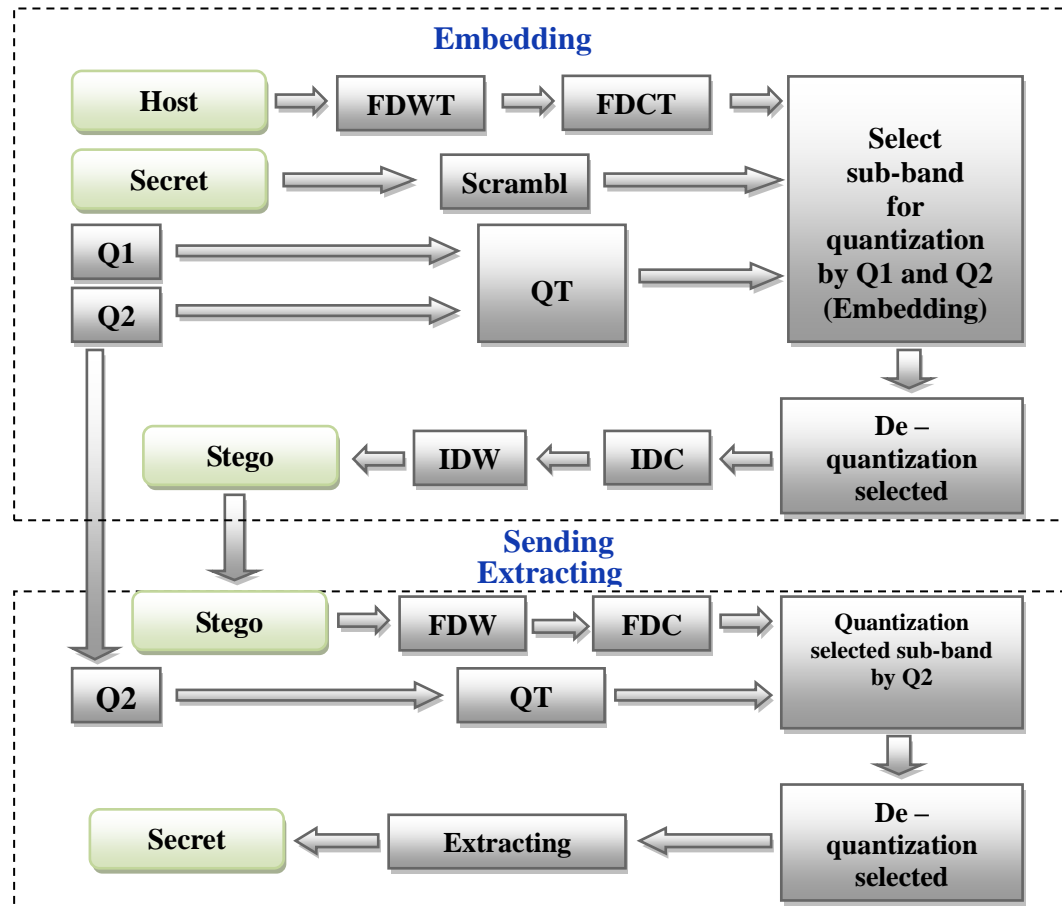 Embedding
Host
FDWT
FDCT
Select
sub-band
for
quantization
by Q1 and Q2
(Embedding)
Secret
Scrambl
Q1
Q2
QT
De –
quantization
selected
IDC
IDW
Stego
Sending
Extracting
Stego
FDW
FDC
Quantization
selected sub-band
by Q2
Q2
QT
De –
quantization
selected
Extracting
Secret